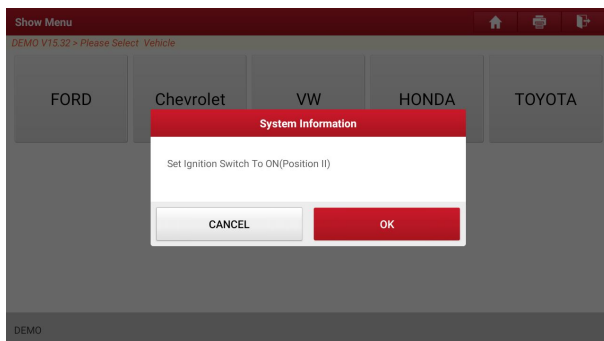 Show Menu
DEMO V15.32 > Please Select Vehicle
FORD
Chevrolet
VW
HONDA
TOYOTA
System Information
Set Ignition Switch To ON(Position II)
CANCEL
OK
DEMO